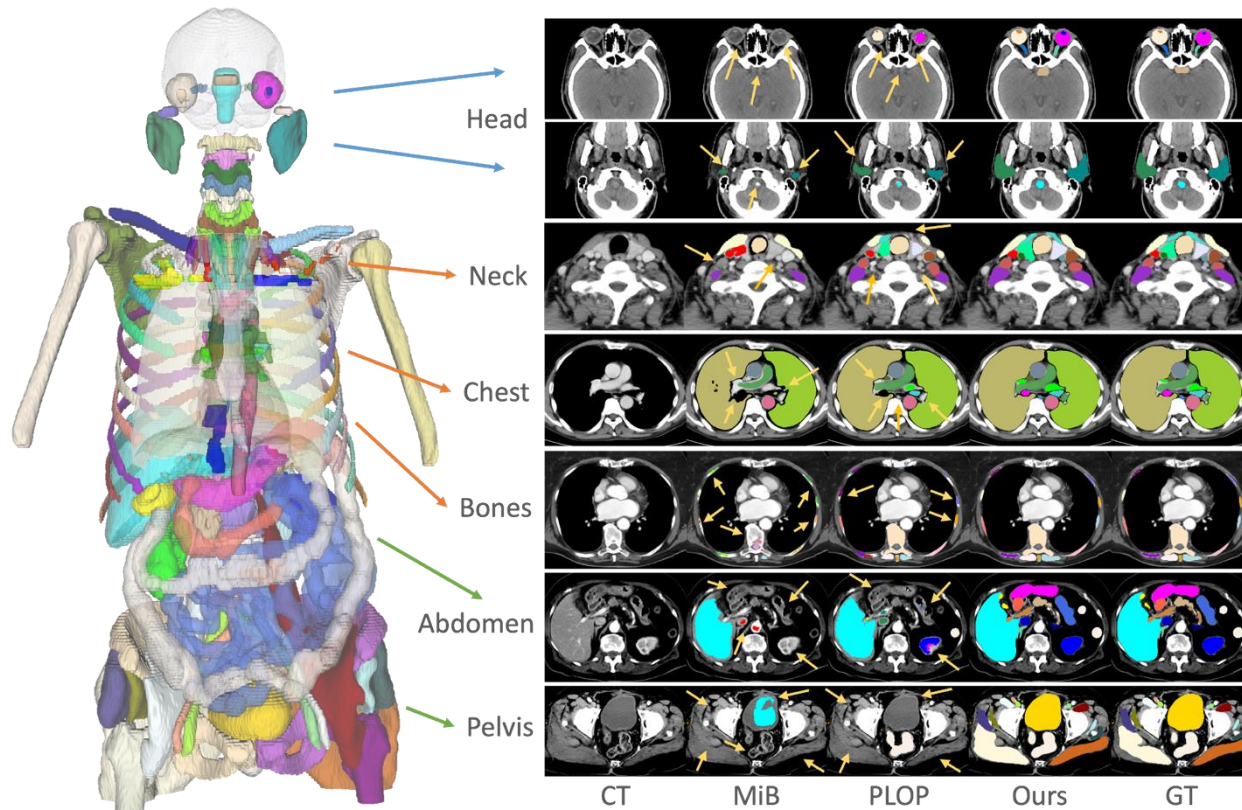 Head
Neck
Chest
Bones
Abdomen
Pelvis
CT MiB PLOP Ours GT